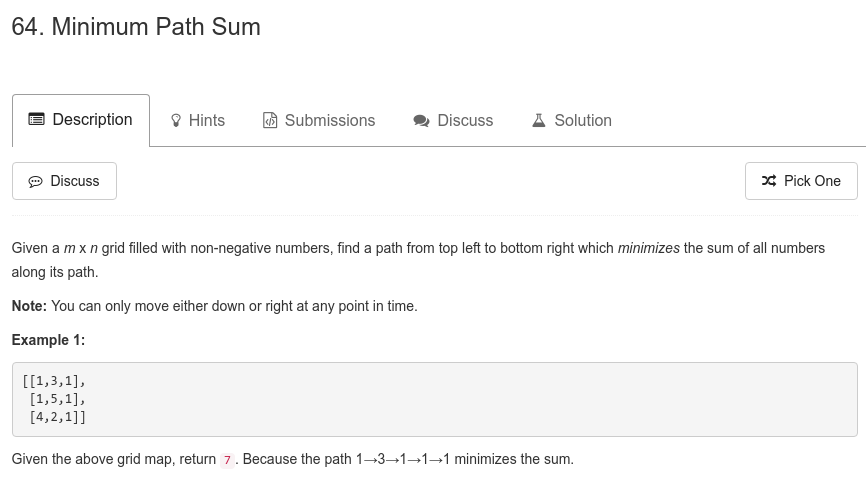 64. Minimum Path Sum
Description
Hints
Submissions
Discuss
Solution
Discuss
Pick One
Given a m x n grid filled with non-negative numbers, find a path from top left to bottom right which minimizes the sum of all numbers
along its path.
Note: You can only move either down or right at any point in time.
Example 1:
[[1,3,1],
 [1,5,1],
 [4,2,1]]
Given the above grid map, return 7 . Because the path 1→3→1→1→1 minimizes the sum.